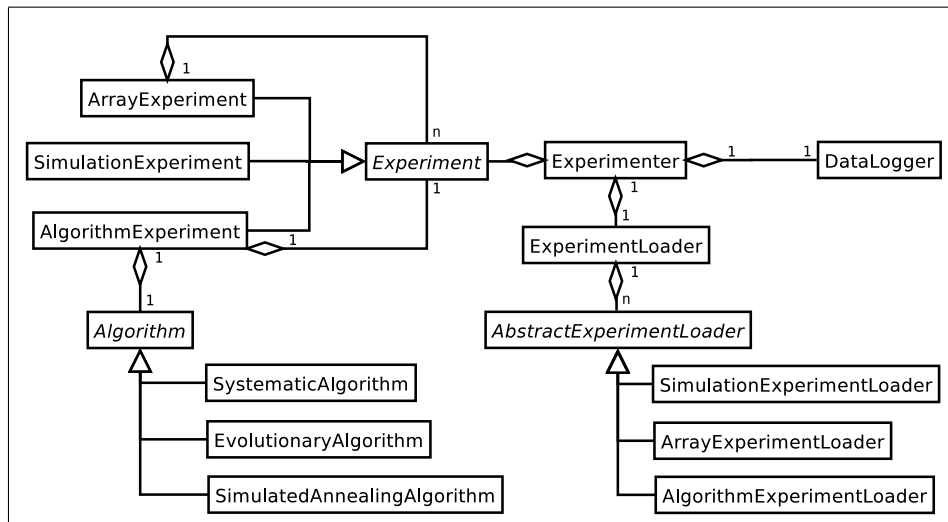 1
ArrayExperiment
n
SimulationExperiment
Experiment
Experimenter
1
1
DataLogger
1
1
AlgorithmExperiment
1
1
ExperimentLoader
1
1
1
n
Algorithm
AbstractExperimentLoader
SystematicAlgorithm
SimulationExperimentLoader
EvolutionaryAlgorithm
ArrayExperimentLoader
SimulatedAnnealingAlgorithm
AlgorithmExperimentLoader